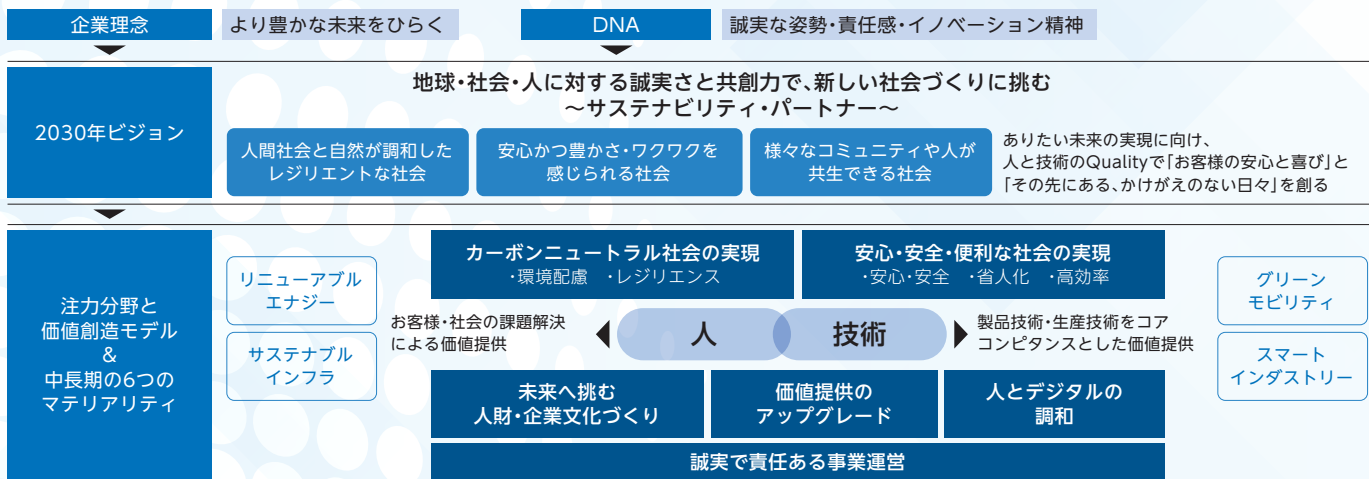 企業理念
より豊かな未来をひらく
DNA
誠実な姿勢・責任感・イノベーション精神
2030年ビジョン
地球・社会・人に対する誠実さと共創力で、新しい社会づくりに挑む
～サステナビリティ・パートナー～
人間社会と自然が調和した
レジリエントな社会
安心かつ豊かさ・ワクワクを
感じられる社会
様々なコミュニティや人が
共生できる社会
ありたい未来の実現に向け、
人と技術のQualityで「お客様の安心と喜び」と
「その先にある、かけがえのない日々」を創る
注力分野と
価値創造モデル
&
中長期の6つの
マテリアリティ
リニューアブル
エナジー
サステナブル
インフラ
カーボンニュートラル社会の実現
・環境配慮 ・レジリエンス
安心・安全・便利な社会の実現
・安心・安全 ・省人化 ・高効率
お客様・社会の課題解決
による価値提供
人
技術
製品技術・生産技術をコア
コンピタンスとした価値提供
未来へ挑む
人財・企業文化づくり
価値提供の
アップグレード
人とデジタルの
調和
誠実で責任ある事業運営
グリーン
モビリティ
スマート
インダストリー